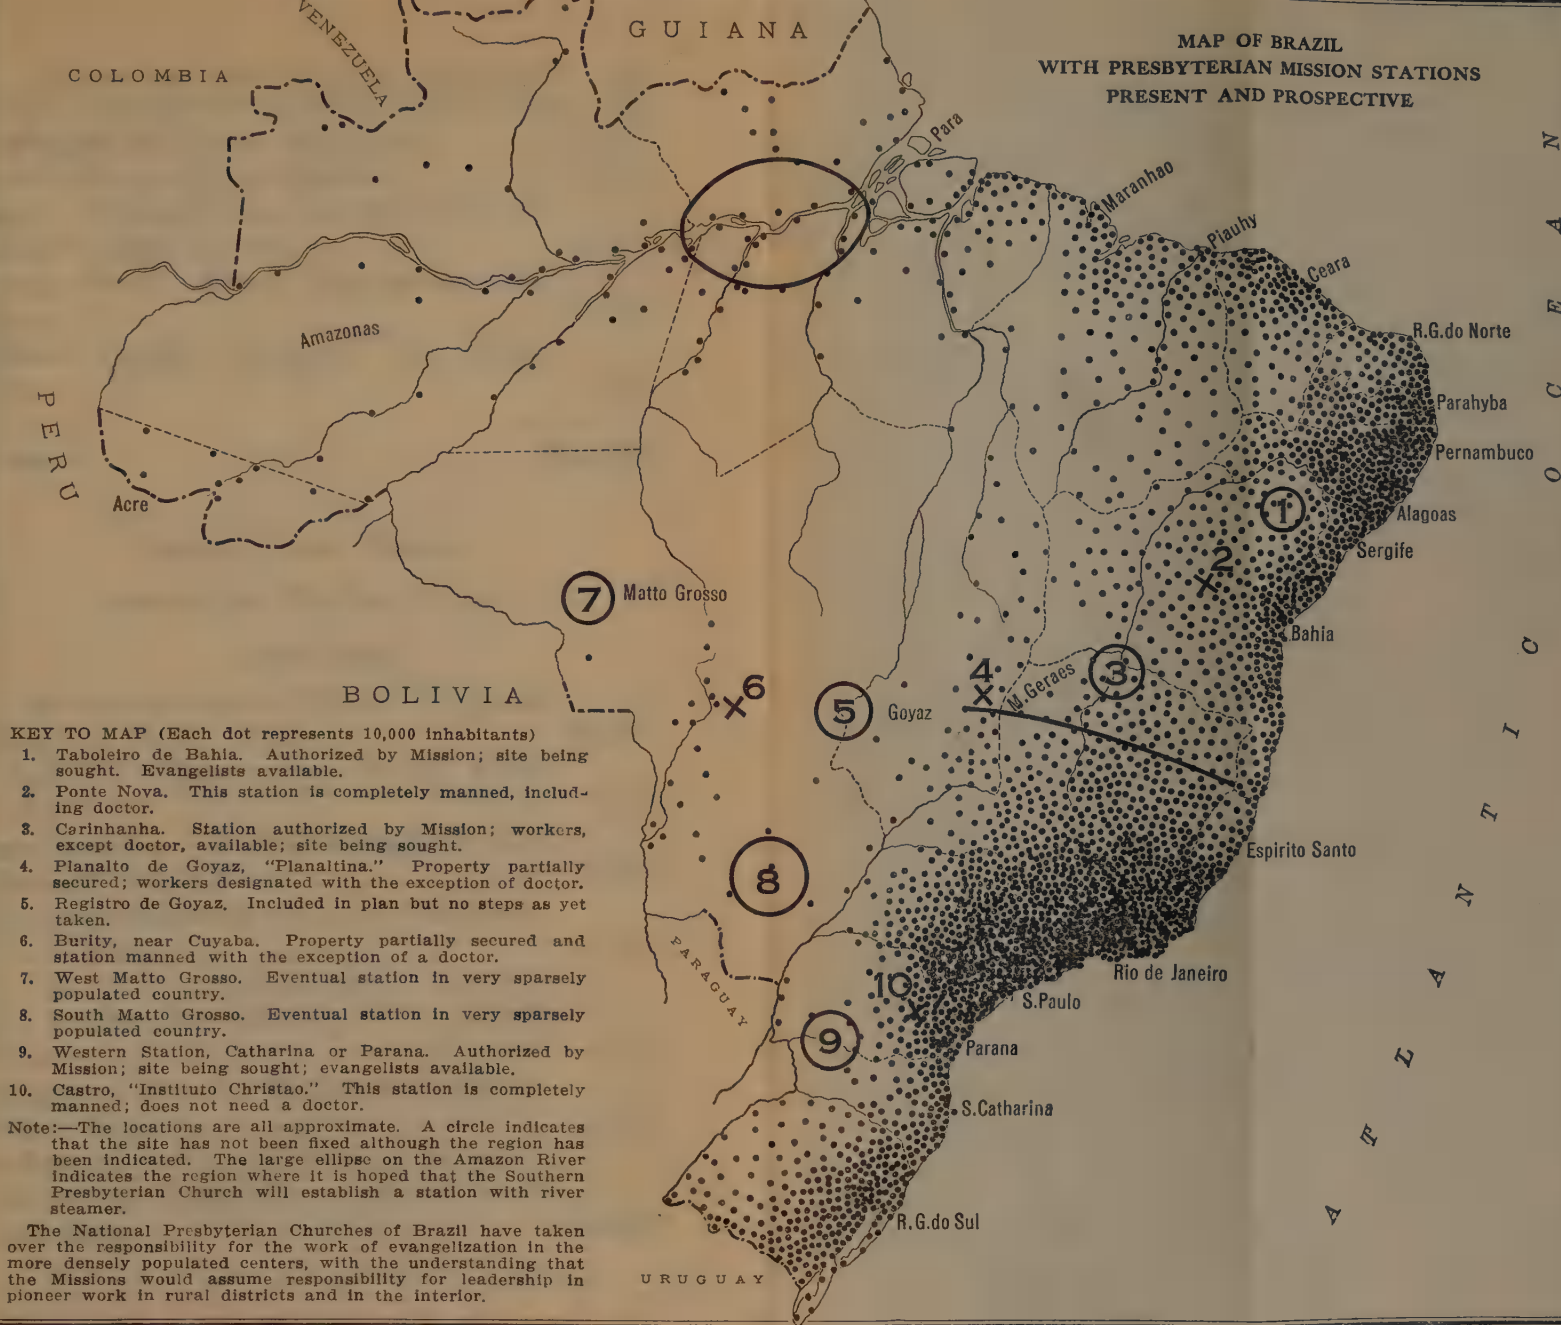 MAP OF BRAZIL
WITH PRESBYTERIAN MISSION STATIONS
PRESENT AND PROSPECTIVE
VENEZUELA
GUIANA
COLOMBIA
Para
Maranhao
Piauhy
Ceara
R.G.do Norte
Amazonas
PERU
Parahyba
Pernambuco
Acre
1
Alagoas
Sergife
2
7
Matto Grosso
Bahia
3
4
M.Geraes
BOLIVIA
6
5
Goyaz
ATLANTIC OCEAN
Espirito Santo
8
PARAGUAY
Rio de Janeiro
10
S.Paulo
9
Parana
S.Catharina
R.G.do Sul
URUGUAY
KEY TO MAP (Each dot represents 10,000 inhabitants)
1. Taboleiro de Bahia. Authorized by Mission; site being
sought. Evangelists available.
2. Ponte Nova. This station is completely manned, includ-
ing doctor.
3. Carinhanha. Station authorized by Mission; workers,
except doctor, available; site being sought.
4. Planalto de Goyaz, "Planaltina." Property partially
secured; workers designated with the exception of doctor.
5. Registro de Goyaz. Included in plan but no steps as yet
taken.
6. Burity, near Cuyaba. Property partially secured and
station manned with the exception of a doctor.
7. West Matto Grosso. Eventual station in very sparsely
populated country.
8. South Matto Grosso. Eventual station in very sparsely
populated country.
9. Western Station, Catharina or Parana. Authorized by
Mission; site being sought; evangelists available.
10. Castro, "Instituto Christao." This station is completely
manned; does not need a doctor.
Note:—The locations are all approximate. A circle indicates
that the site has not been fixed although the region has
been indicated. The large ellipse on the Amazon River
indicates the region where it is hoped that the Southern
Presbyterian Church will establish a station with river
steamer.
The National Presbyterian Churches of Brazil have taken
over the responsibility for the work of evangelization in the
more densely populated centers, with the understanding that
the Missions would assume responsibility for leadership in
pioneer work in rural districts and in the interior.